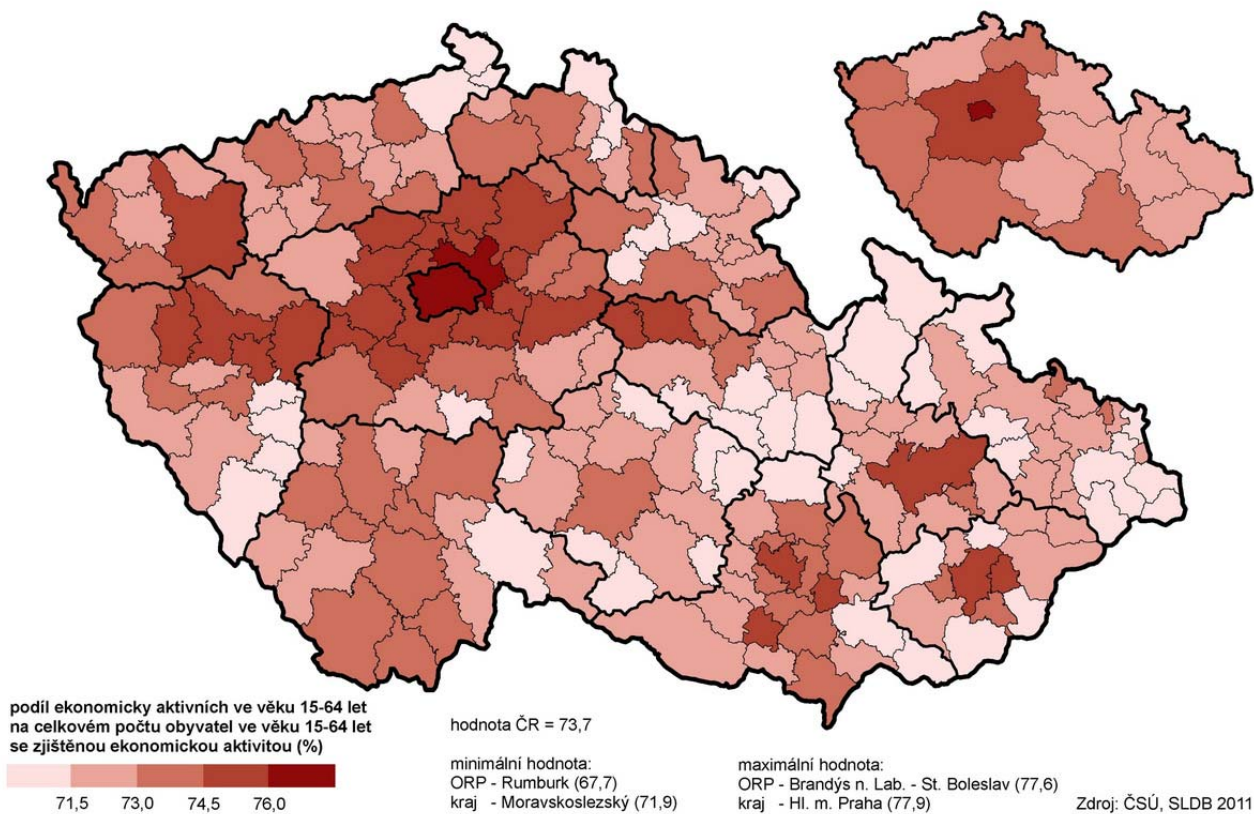 podíl ekonomicky aktivních ve věku 15-64 let
na celkovém počtu obyvatel ve věku 15-64 let
se zjištěnou ekonomickou aktivitou (%)
71,5 73,0 74,5 76,0
hodnota ČR = 73,7
minimální hodnota:
ORP - Rumburk (67,7)
kraj - Moravskoslezský (71,9)
maximální hodnota:
ORP - Brandýs n. Lab. - St. Boleslav (77,6)
kraj - Hl. m. Praha (77,9)
Zdroj: ČSÚ, SLDB 2011